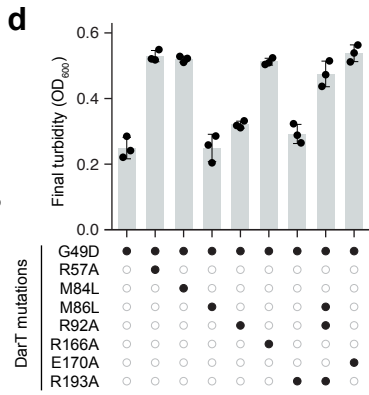 d
Final turbidity (OD600)
0.6
0.4
0.2
0.0
DarT mutations
G49D
R57A
M84L
M86L
R92A
R166A
E170A
R193A